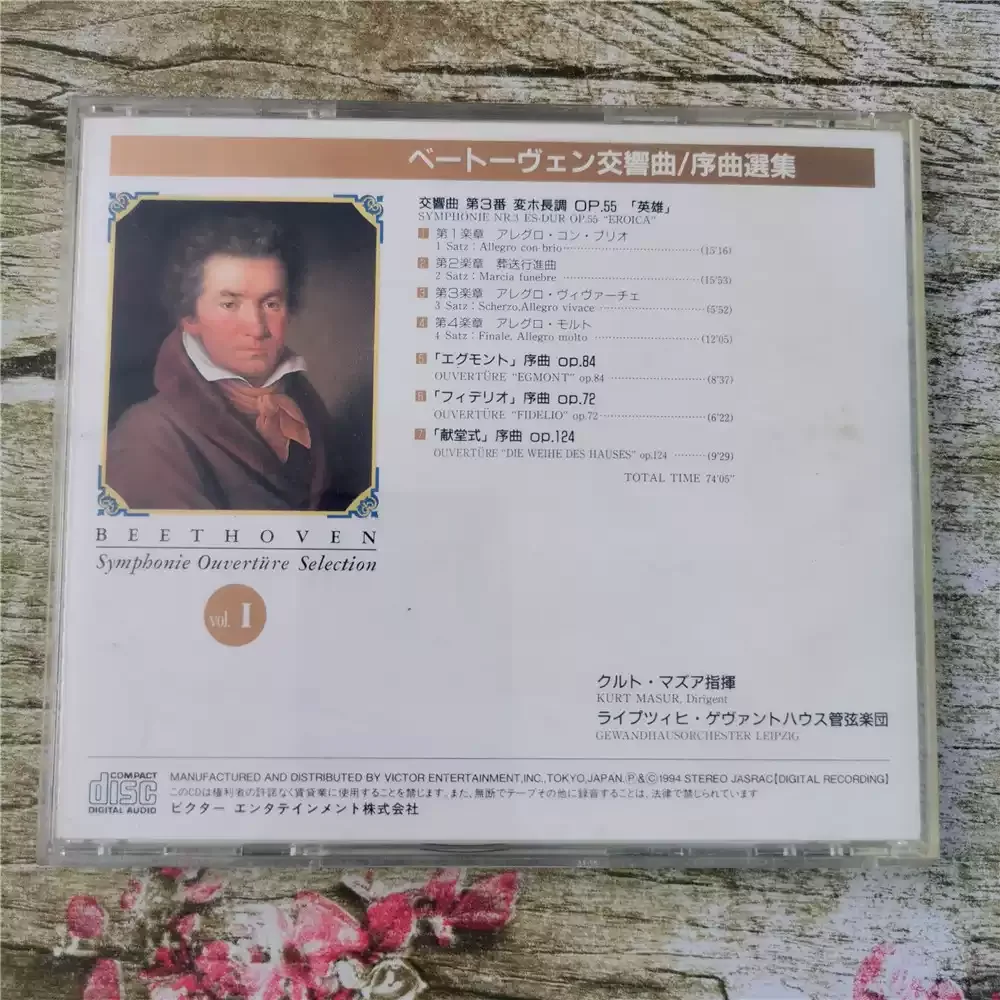 ベートーヴェン交響曲/序曲選集
交響曲 第3番 変ホ長調 OP.55 「英雄」
SYMPHONIE NR.3 ES-DUR OP.55 "EROICA"
1 第1楽章 アレグロ・コン・ブリオ
1 Satz : Allegro con brio (15'16)
2 第2楽章 葬送行進曲
2 Satz : Marcia funebre (15'53)
3 第3楽章 アレグロ・ヴィヴァーチェ
3 Satz : Scherzo, Allegro vivace (5'52)
4 第4楽章 アレグロ・モルト
4 Satz : Finale, Allegro molto (12'05)
5 「エグモント」序曲 op.84
OUVERTÜRE "EGMONT" op.84 (8'37)
6 「フィデリオ」序曲 op.72
OUVERTÜRE "FIDELIO" op.72 (6'22)
7 「献堂式」序曲 op.124
OUVERTÜRE "DIE WEIHE DES HAUSES" op.124 (9'29)
TOTAL TIME 74'05"
BEETHOVEN
Symphonie Ouvertüre Selection
vol. I
クルト・マズア指揮
KURT MASUR, Dirigent
ライプツィヒ・ゲヴァントハウス管弦楽団
GEWANDHAUSORCHESTER LEIPZIG
COMPACT
disc
DIGITAL AUDIO
MANUFACTURED AND DISTRIBUTED BY VICTOR ENTERTAINMENT, INC., TOKYO, JAPAN. Ⓟ&Ⓒ 1994 STEREO JASRAC【DIGITAL RECORDING】
このCDは権利者の許諾なく賃貸業に使用することを禁じます。また、無断でテープその他に録音することは、法律で禁じられています
ビクター エンタテインメント株式会社